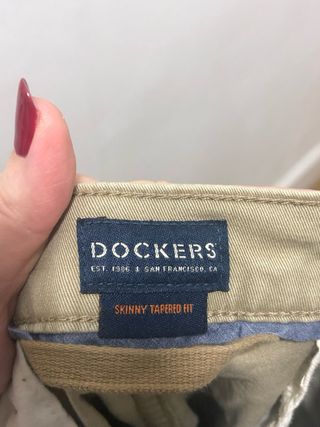 DOCKERS
EST. 1986 SAN FRANCISCO, CA
SKINNY TAPERED FIT